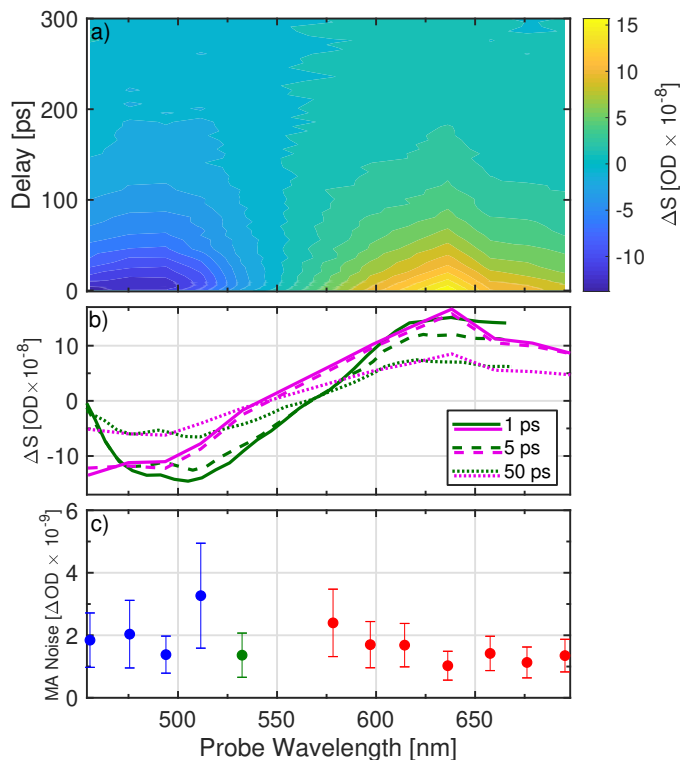 a)
300
200
100
0
Delay [ps]
15
10
5
0
-5
-10
ΔS [OD × 10⁻⁸]
b)
10
0
-10
ΔS [OD×10⁻⁸]
1 ps
5 ps
50 ps
c)
6
4
2
0
MA Noise [ΔOD × 10⁻⁹]
500 550 600 650
Probe Wavelength [nm]